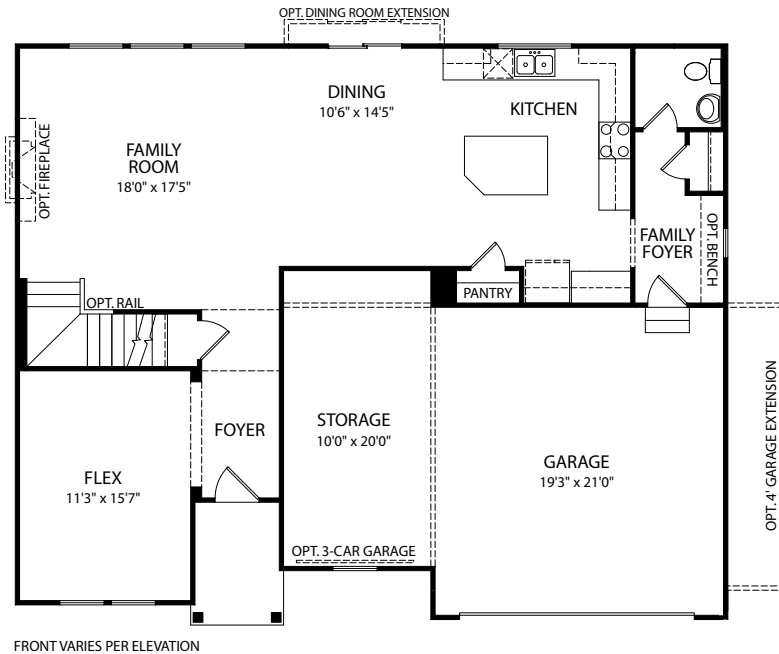 OPT. DINING ROOM EXTENSION
DINING
10'6" x 14'5"
KITCHEN
FAMILY
ROOM
18'0" x 17'5"
OPT. FIREPLACE
FAMILY
FOYER
OPT. BENCH
PANTRY
OPT. RAIL
FOYER
STORAGE
10'0" x 20'0"
GARAGE
19'3" x 21'0"
OPT. 4' GARAGE EXTENSION
FLEX
11'3" x 15'7"
OPT. 3-CAR GARAGE
FRONT VARIES PER ELEVATION